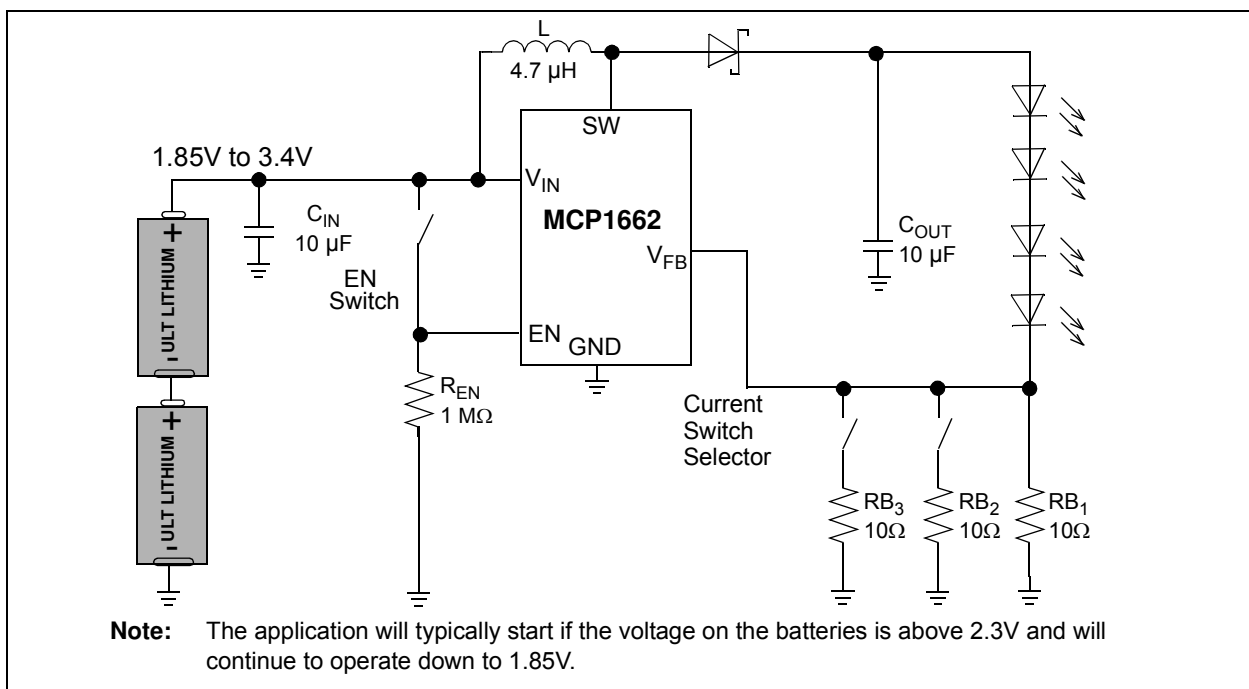 L
4.7 µH
SW
1.85V to 3.4V
V_IN
MCP1662
C_IN
10 µF
C_OUT
10 µF
V_FB
+
ULT LITHIUM
-
EN
Switch
EN
GND
R_EN
1 MΩ
Current
Switch
Selector
+
ULT LITHIUM
-
RB_3
10Ω
RB_2
10Ω
RB_1
10Ω
Note: The application will typically start if the voltage on the batteries is above 2.3V and will
continue to operate down to 1.85V.